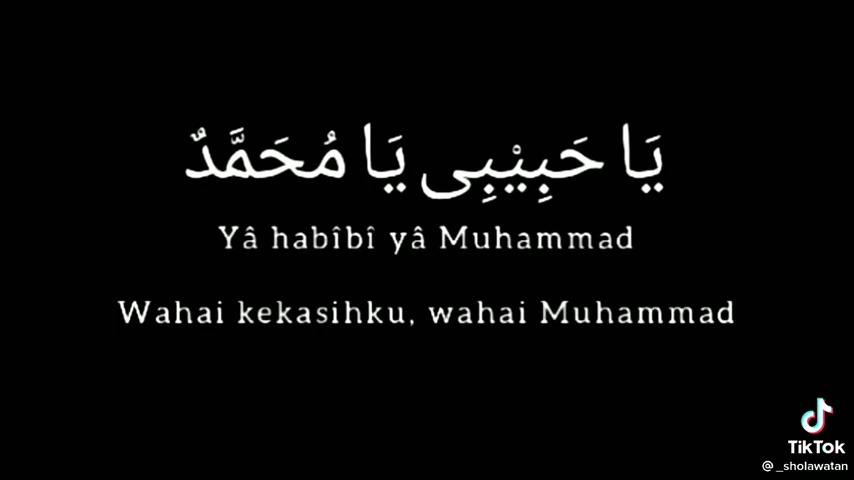 يَا حَبِيْبِى يَا مُحَمَّدٌ
Yâ habîbî yâ Muhammad
Wahai kekasihku, wahai Muhammad
TikTok
@_sholawatan